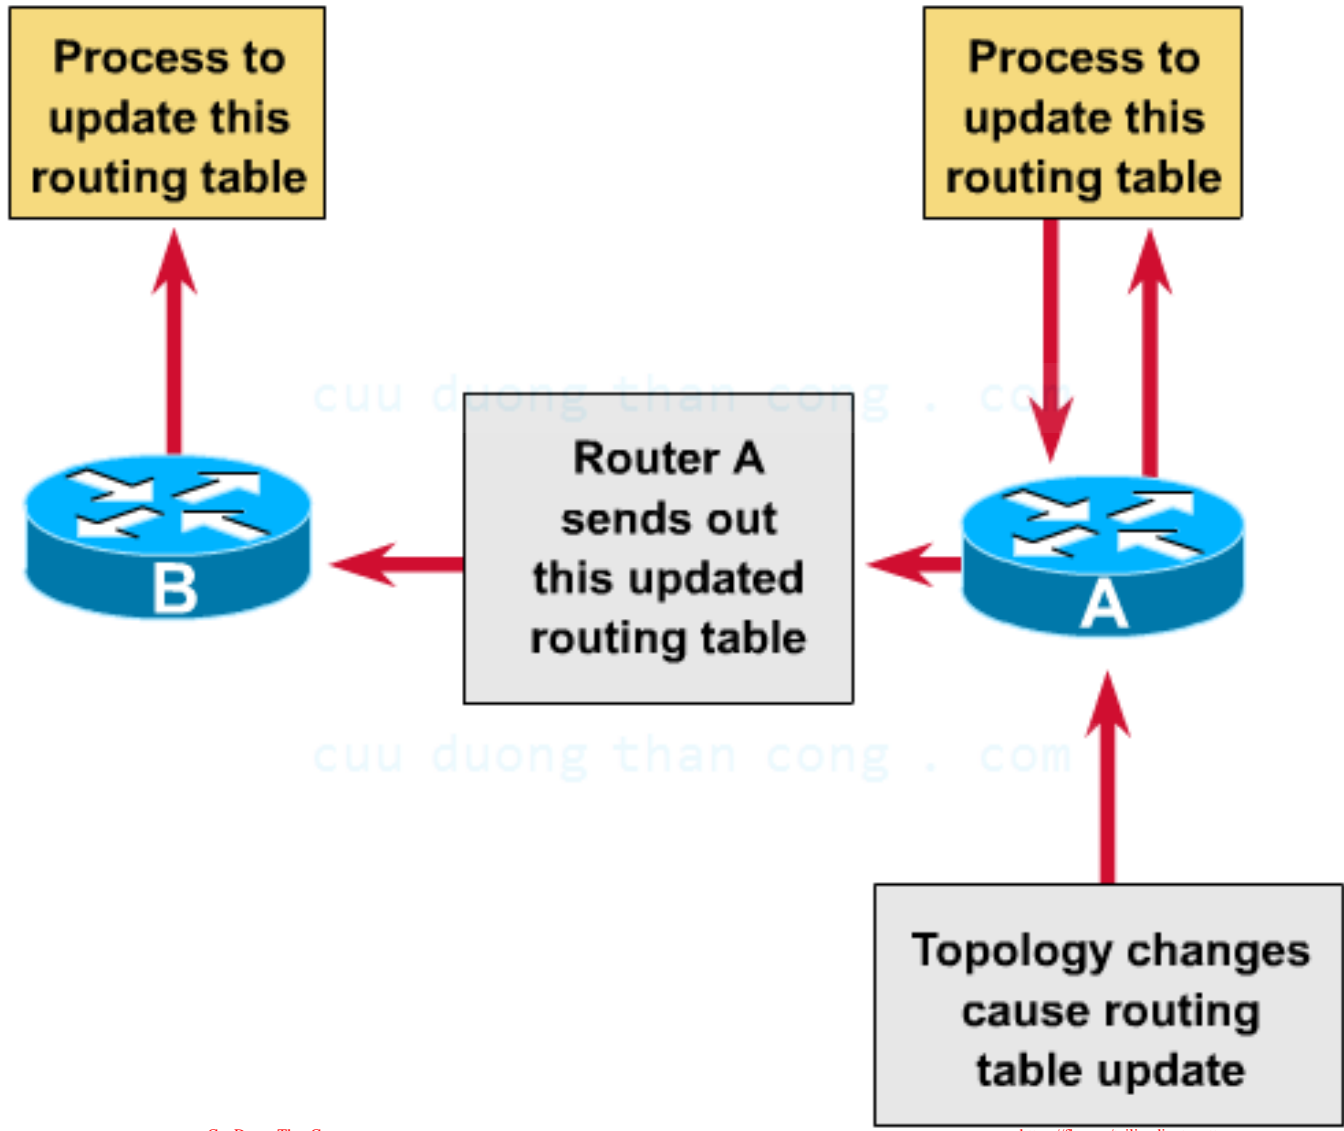 Process to
update this
routing table
Process to
update this
routing table
cuu duong than cong . com
Router A
sends out
this updated
routing table
B
A
cuu duong than cong . com
Topology changes
cause routing
table update